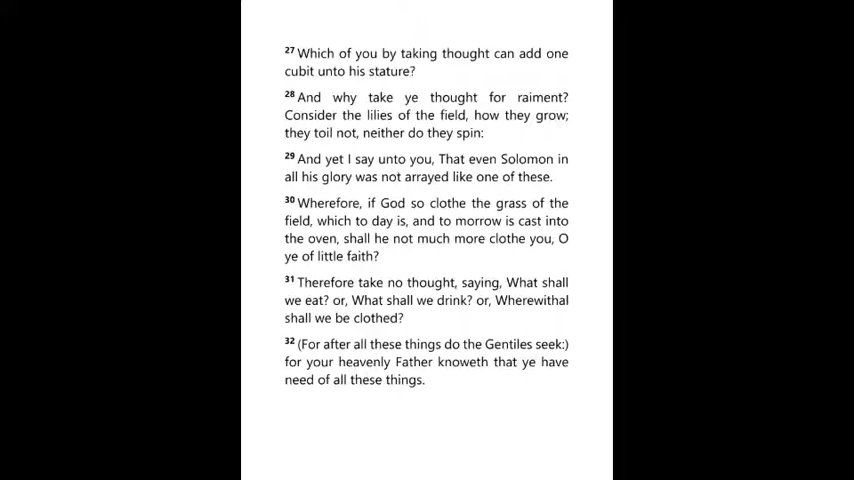 27 Which of you by taking thought can add one
cubit unto his stature?
28 And why take ye thought for raiment?
Consider the lilies of the field, how they grow;
they toil not, neither do they spin:
29 And yet I say unto you, That even Solomon in
all his glory was not arrayed like one of these.
30 Wherefore, if God so clothe the grass of the
field, which to day is, and to morrow is cast into
the oven, shall he not much more clothe you, O
ye of little faith?
31 Therefore take no thought, saying, What shall
we eat? or, What shall we drink? or, Wherewithal
shall we be clothed?
32 (For after all these things do the Gentiles seek:)
for your heavenly Father knoweth that ye have
need of all these things.